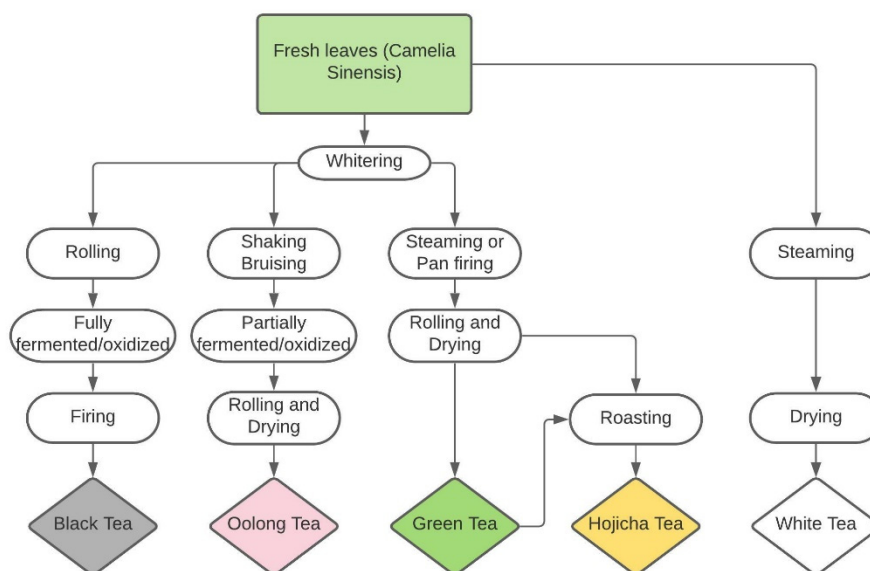 Fresh leaves (Camelia
Sinensis)
Whitering
Rolling
Shaking
Bruising
Steaming or
Pan firing
Steaming
Fully
fermented/oxidized
Partially
fermented/oxidized
Rolling and
Drying
Firing
Rolling and
Drying
Roasting
Drying
Black Tea
Oolong Tea
Green Tea
Hojicha Tea
White Tea